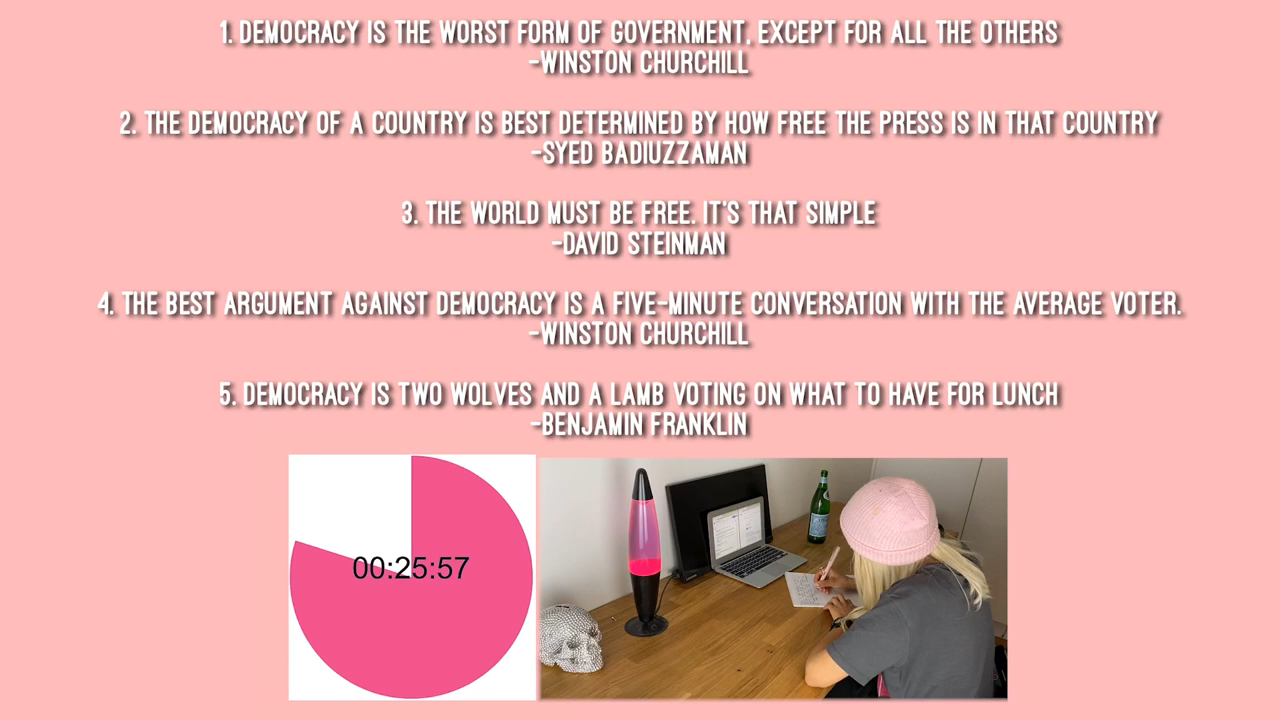 1. DEMOCRACY IS THE WORST FORM OF GOVERNMENT, EXCEPT FOR ALL THE OTHERS
-WINSTON CHURCHILL
2. THE DEMOCRACY OF A COUNTRY IS BEST DETERMINED BY HOW FREE THE PRESS IS IN THAT COUNTRY
-SYED BADIUZZAMAN
3. THE WORLD MUST BE FREE. IT'S THAT SIMPLE
-DAVID STEINMAN
4. THE BEST ARGUMENT AGAINST DEMOCRACY IS A FIVE-MINUTE CONVERSATION WITH THE AVERAGE VOTER.
-WINSTON CHURCHILL
5. DEMOCRACY IS TWO WOLVES AND A LAMB VOTING ON WHAT TO HAVE FOR LUNCH
-BENJAMIN FRANKLIN
00:25:57